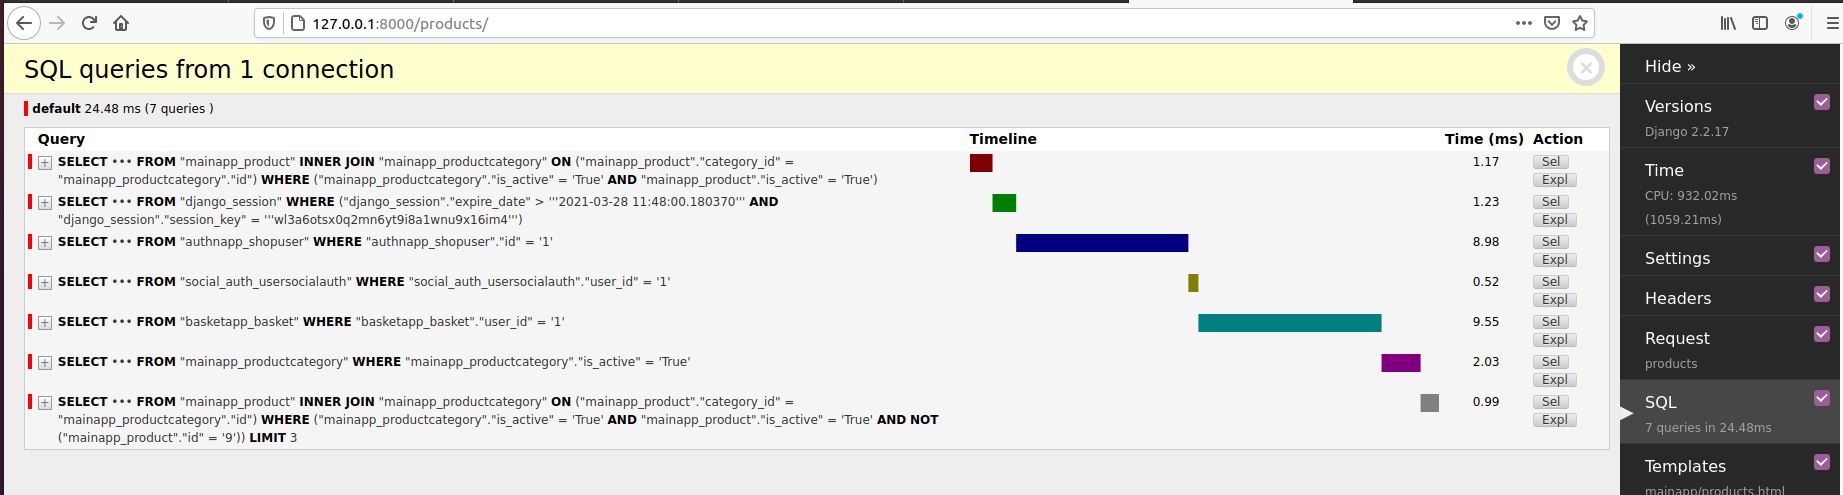 127.0.0.1:8000/products/
SQL queries from 1 connection
default 24.48 ms (7 queries )
Query Timeline Time (ms) Action
SELECT ••• FROM "mainapp_product" INNER JOIN "mainapp_productcategory" ON ("mainapp_product"."category_id" = 1.17 Sel
"mainapp_productcategory"."id") WHERE ("mainapp_productcategory"."is_active" = 'True' AND "mainapp_product"."is_active" = 'True') Expl
SELECT ••• FROM "django_session" WHERE ("django_session"."expire_date" > '''2021-03-28 11:48:00.180370''' AND 1.23 Sel
"django_session"."session_key" = '''wl3a6otsx0q2mn6yt9i8a1wnu9x16im4''') Expl
SELECT ••• FROM "authnapp_shopuser" WHERE "authnapp_shopuser"."id" = '1' 8.98 Sel
Expl
SELECT ••• FROM "social_auth_usersocialauth" WHERE "social_auth_usersocialauth"."user_id" = '1' 0.52 Sel
Expl
SELECT ••• FROM "basketapp_basket" WHERE "basketapp_basket"."user_id" = '1' 9.55 Sel
Expl
SELECT ••• FROM "mainapp_productcategory" WHERE "mainapp_productcategory"."is_active" = 'True' 2.03 Sel
Expl
SELECT ••• FROM "mainapp_product" INNER JOIN "mainapp_productcategory" ON ("mainapp_product"."category_id" = 0.99 Sel
"mainapp_productcategory"."id") WHERE ("mainapp_productcategory"."is_active" = 'True' AND "mainapp_product"."is_active" = 'True' AND NOT Expl
("mainapp_product"."id" = '9')) LIMIT 3
Hide »
Versions
Django 2.2.17
Time
CPU: 932.02ms
(1059.21ms)
Settings
Headers
Request
products
SQL
7 queries in 24.48ms
Templates
mainapp/products.html